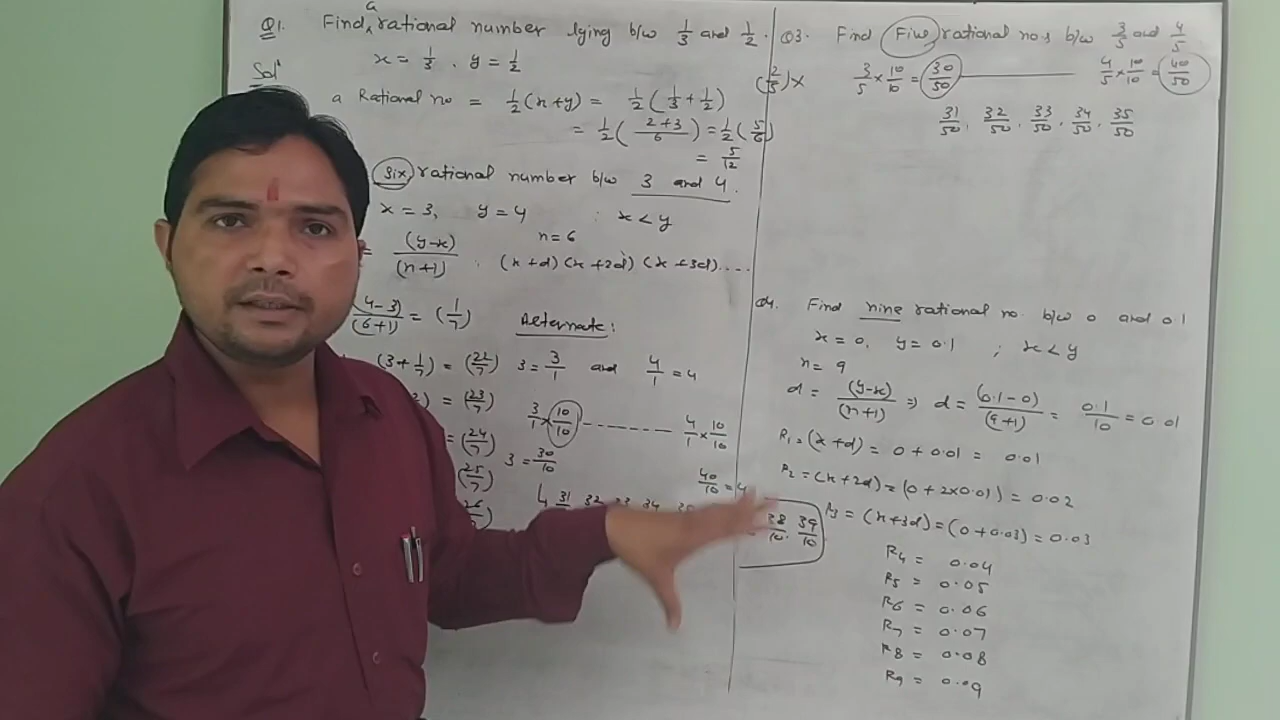 Q1. Find a rational number lying b/w 1/3 and 1/2.
x = 1/3, y = 1/2
Sol^n
a Rational no = 1/2(x+y) = 1/2(1/3 + 1/2)
= 1/2((2+3)/6) = 1/2(5/6)
= 5/12
(2/5)x
Six rational number b/w 3 and 4.
x = 3, y = 4 : x < y
n = 6
= (y-x)/(n+1) . (x+d) (x+2d) (x+3d)....
(4-3)/(6+1) = (1/7)
Alternate:
(3+1/7) = (22/7)
= (23/7)
= (24/7)
(25/7)
3 = 3/1 and 4/1 = 4
3/1 × 10/10 ------- 4/1 × 10/10
3 = 30/10
40/10 = 4
38/10, 39/10
Q3. Find Five rational nos b/w 3/5 and 4/5
3/5 × 10/10 = 30/50 ——— 4/5 × 10/10 = 40/50
31/50, 32/50, 33/50, 34/50, 35/50
Q4. Find nine rational no. b/w 0 and 0.1
x = 0, y = 0.1 ; x < y
n = 9
d = (y-x)/(n+1) ⇒ d = (0.1-0)/(9+1) = 0.1/10 = 0.01
R1 = (x+d) = 0 + 0.01 = 0.01
R2 = (x+2d) = (0+2×0.01) = 0.02
R3 = (x+3d) = (0+0.03) = 0.03
R4 = 0.04
R5 = 0.05
R6 = 0.06
R7 = 0.07
R8 = 0.08
R9 = 0.09